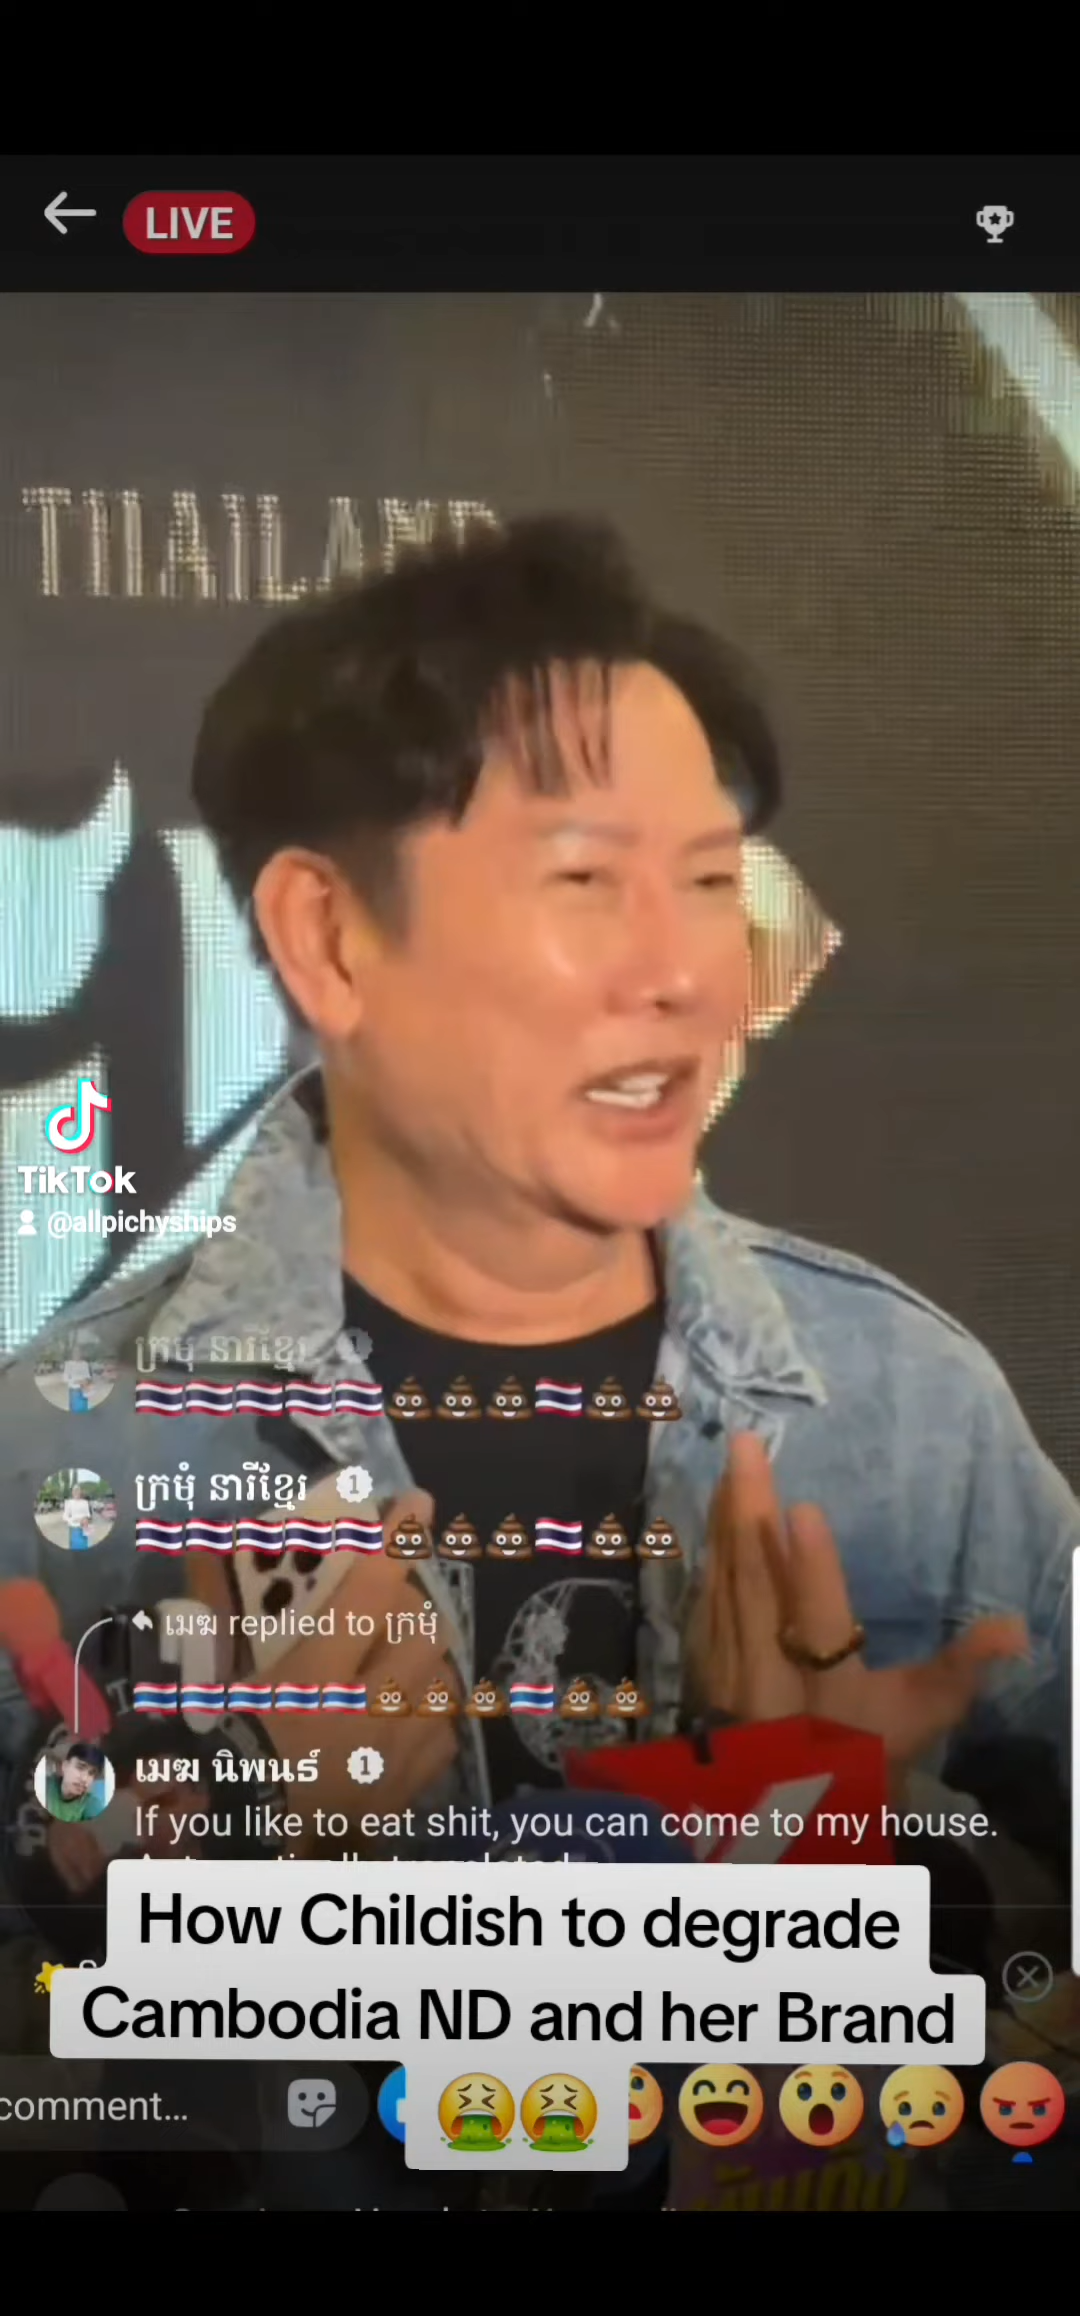 LIVE
THAILAND
TikTok
@allpichyships
ក្រមុំ នារីខ្មែរ
🇹🇭🇹🇭🇹🇭🇹🇭🇹🇭💩💩💩🇹🇭💩💩
ក្រមុំ នារីខ្មែរ
🇹🇭🇹🇭🇹🇭🇹🇭🇹🇭💩💩💩🇹🇭💩💩
เมฆ replied to ក្រមុំ
🇹🇭🇹🇭🇹🇭🇹🇭🇹🇭💩💩💩🇹🇭💩💩
เมฆ นิพนธ์
If you like to eat shit, you can come to my house.
How Childish to degrade
Cambodia ND and her Brand
🤮🤮
comment...